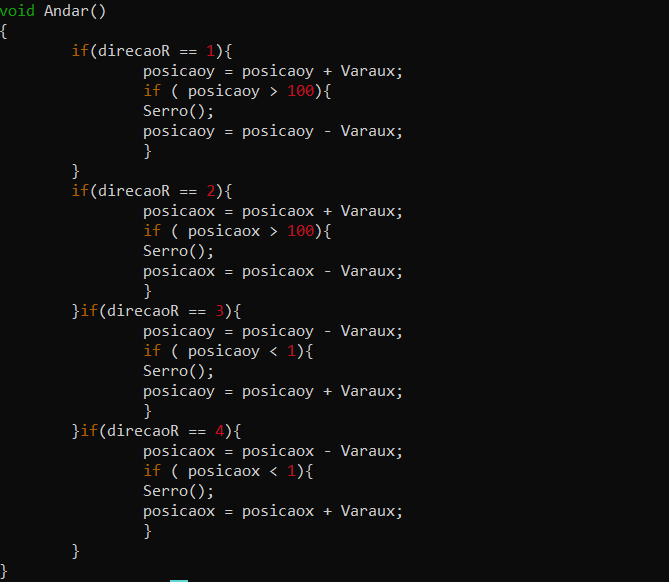 void Andar()
{
        if(direcaoR == 1){
                posicaoy = posicaoy + Varaux;
                if ( posicaoy > 100){
                Serro();
                posicaoy = posicaoy - Varaux;
                }
        }
        if(direcaoR == 2){
                posicaox = posicaox + Varaux;
                if ( posicaox > 100){
                Serro();
                posicaox = posicaox - Varaux;
                }
        }if(direcaoR == 3){
                posicaoy = posicaoy - Varaux;
                if ( posicaoy < 1){
                Serro();
                posicaoy = posicaoy + Varaux;
                }
        }if(direcaoR == 4){
                posicaox = posicaox - Varaux;
                if ( posicaox < 1){
                Serro();
                posicaox = posicaox + Varaux;
                }
        }
}